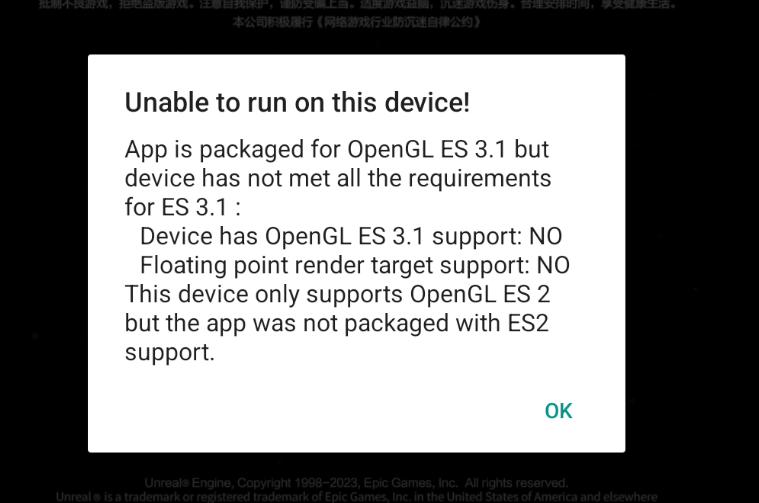 抵制不良游戏，拒绝盗版游戏。注意自我保护，谨防受骗上当。适度游戏益脑，沉迷游戏伤身。合理安排时间，享受健康生活。
本公司积极履行《网络游戏行业防沉迷自律公约》
Unable to run on this device!
App is packaged for OpenGL ES 3.1 but
device has not met all the requirements
for ES 3.1 :
Device has OpenGL ES 3.1 support: NO
Floating point render target support: NO
This device only supports OpenGL ES 2
but the app was not packaged with ES2
support.
OK
Unreal® Engine, Copyright 1998-2023, Epic Games, Inc. All rights reserved.
Unreal ® is a trademark or registered trademark of Epic Games, Inc. in the United States of America and elsewhere